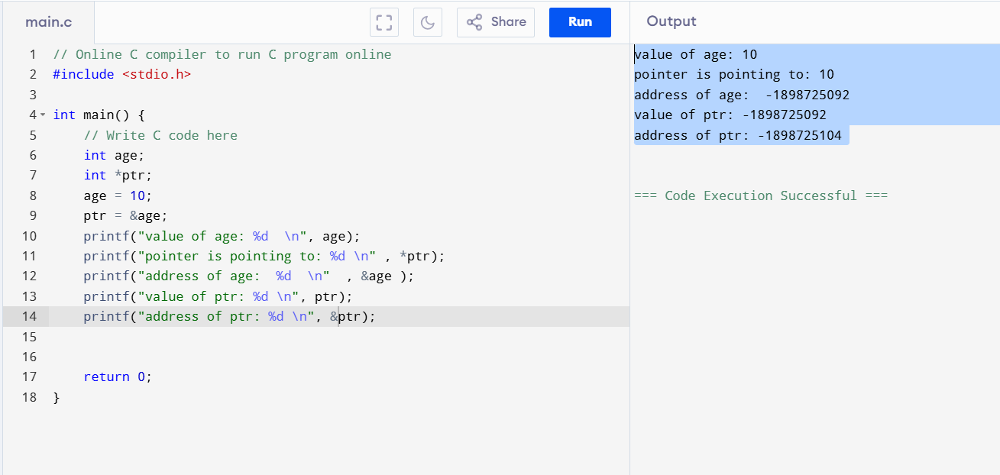 main.c
Share
Run
Output
1 // Online C compiler to run C program online
2 #include <stdio.h>
3
4 int main() {
5     // Write C code here
6     int age;
7     int *ptr;
8     age = 10;
9     ptr = &age;
10     printf("value of age: %d  \n", age);
11     printf("pointer is pointing to: %d \n" , *ptr);
12     printf("address of age:  %d  \n"  , &age );
13     printf("value of ptr: %d \n", ptr);
14     printf("address of ptr: %d \n", &ptr);
15
16
17     return 0;
18 }
value of age: 10
pointer is pointing to: 10
address of age:  -1898725092
value of ptr: -1898725092
address of ptr: -1898725104
=== Code Execution Successful ===